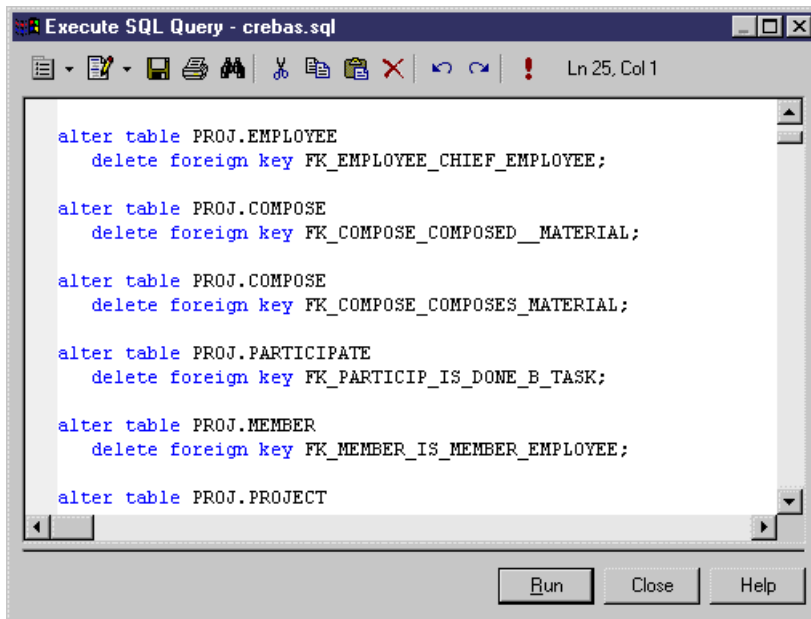 Execute SQL Query - crebas.sql
Ln 25, Col 1
alter table PROJ.EMPLOYEE
delete foreign key FK_EMPLOYEE_CHIEF_EMPLOYEE;
alter table PROJ.COMPOSE
delete foreign key FK_COMPOSE_COMPOSED__MATERIAL;
alter table PROJ.COMPOSE
delete foreign key FK_COMPOSE_COMPOSES_MATERIAL;
alter table PROJ.PARTICIPATE
delete foreign key FK_PARTICIP_IS_DONE_B_TASK;
alter table PROJ.MEMBER
delete foreign key FK_MEMBER_IS_MEMBER_EMPLOYEE;
alter table PROJ.PROJECT
Run Close Help